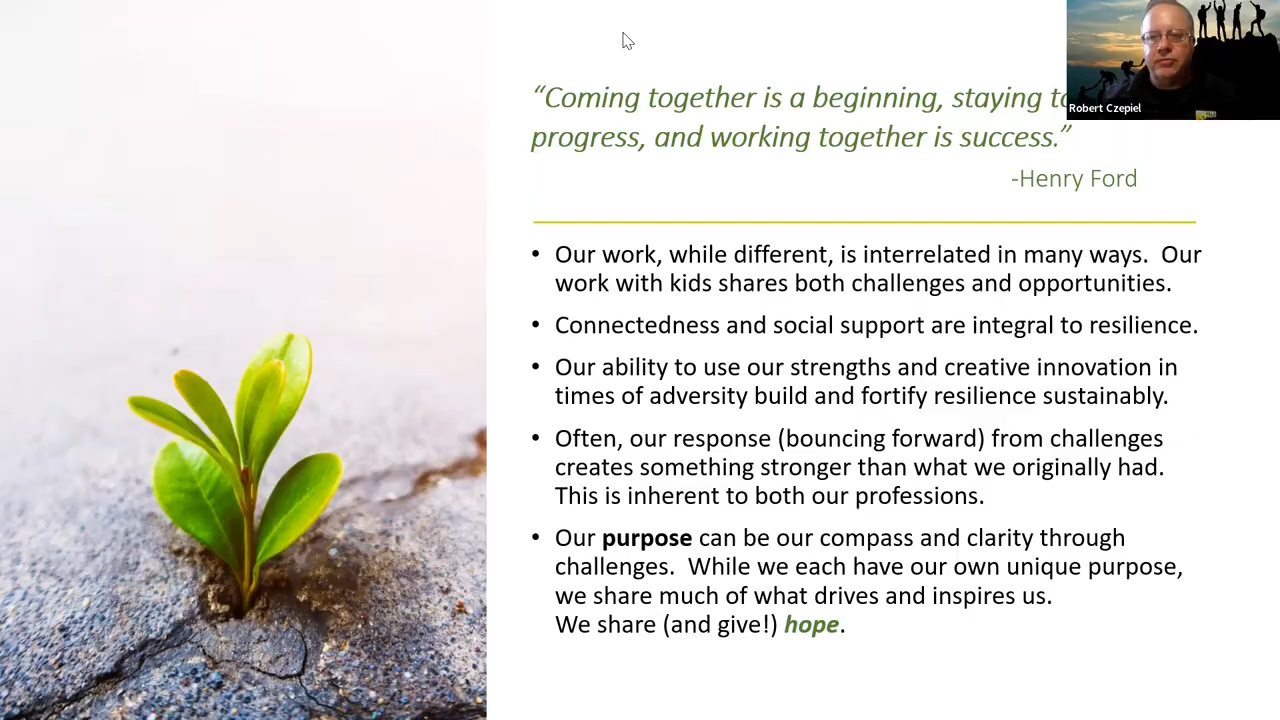 “Coming together is a beginning, staying
progress, and working together is success.”
-Henry Ford
Robert Czepiel
• Our work, while different, is interrelated in many ways.  Our
work with kids shares both challenges and opportunities.
• Connectedness and social support are integral to resilience.
• Our ability to use our strengths and creative innovation in
times of adversity build and fortify resilience sustainably.
• Often, our response (bouncing forward) from challenges
creates something stronger than what we originally had.
This is inherent to both our professions.
• Our purpose can be our compass and clarity through
challenges.  While we each have our own unique purpose,
we share much of what drives and inspires us.
We share (and give!) hope.